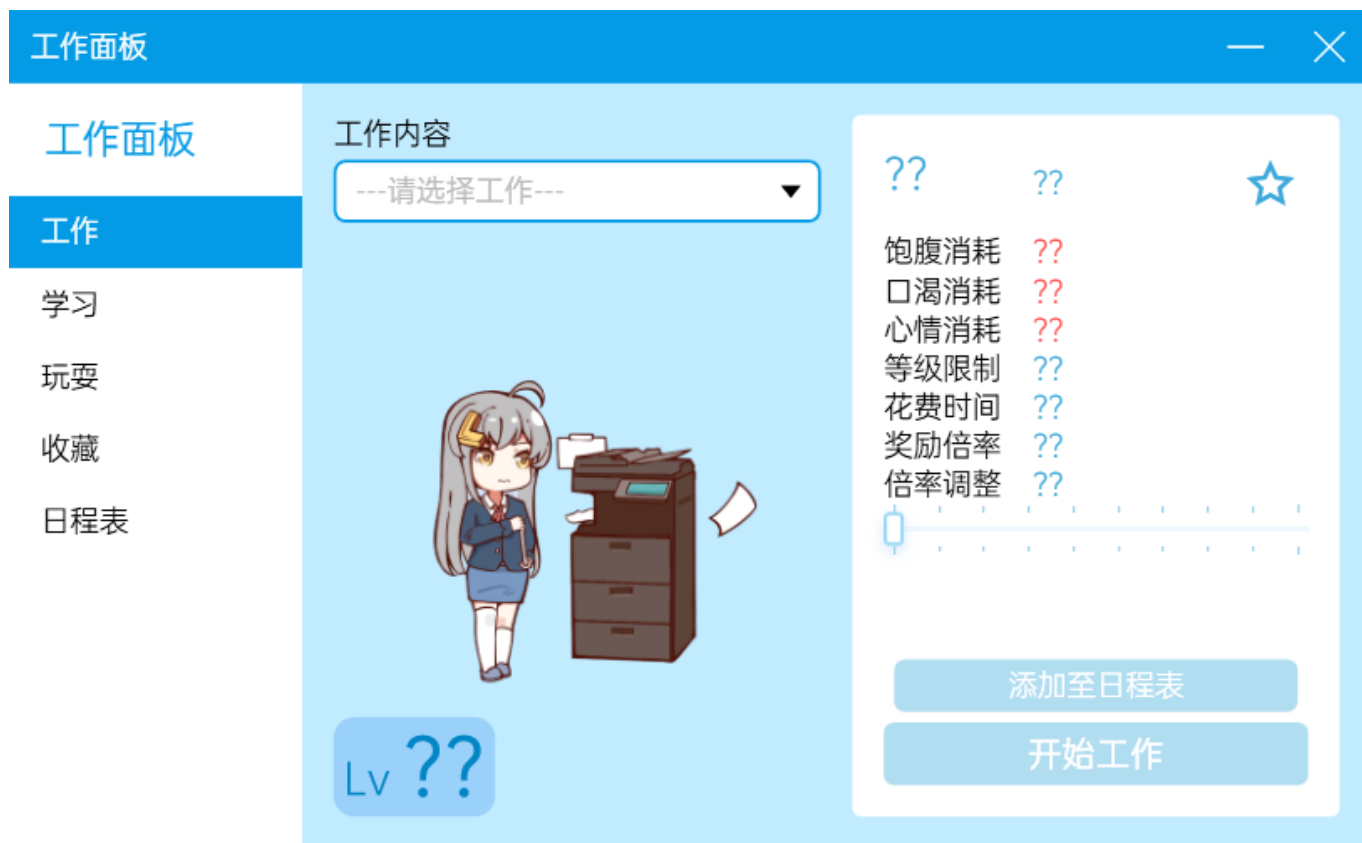 工作面板
工作面板
工作
学习
玩耍
收藏
日程表
工作内容
---请选择工作---
Lv ??
?? ??
饱腹消耗 ??
口渴消耗 ??
心情消耗 ??
等级限制 ??
花费时间 ??
奖励倍率 ??
倍率调整 ??
添加至日程表
开始工作